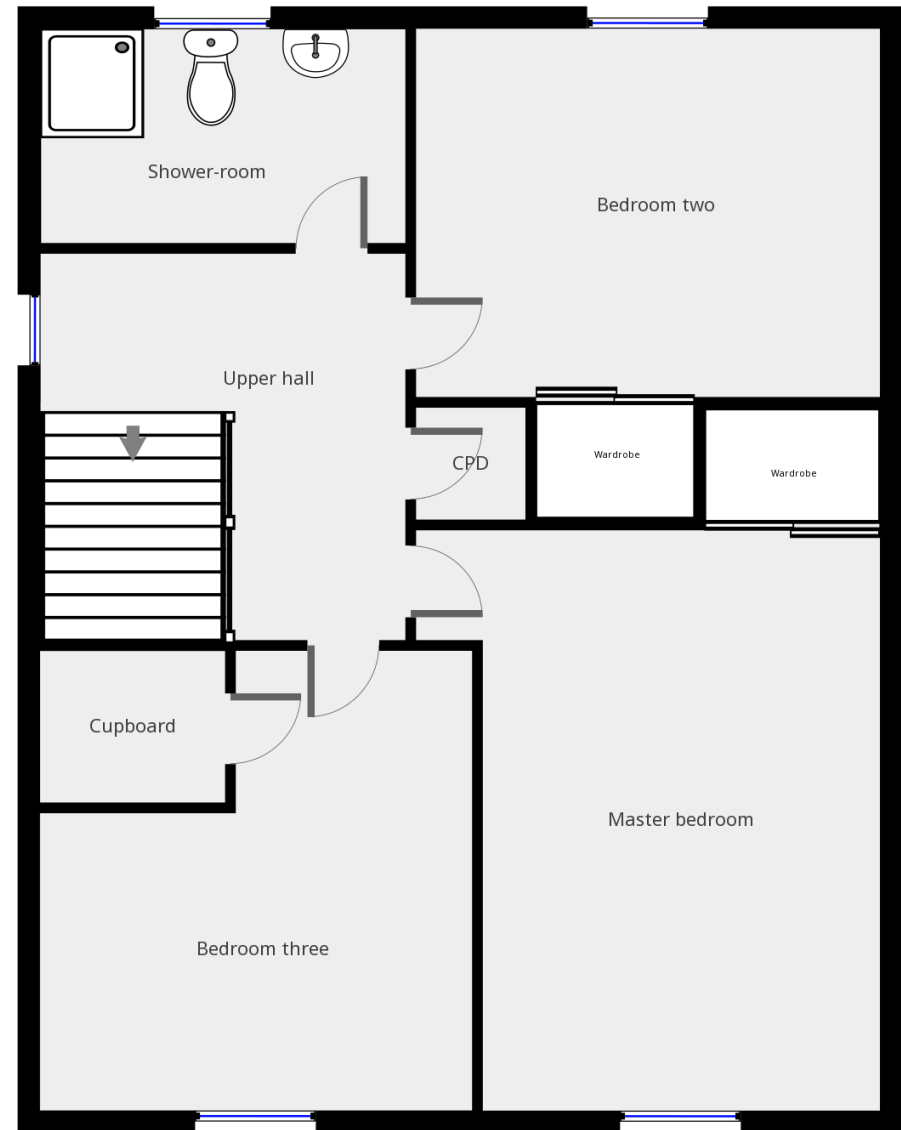 Shower-room
Bedroom two
Upper hall
CPD
Wardrobe
Wardrobe
Cupboard
Master bedroom
Bedroom three